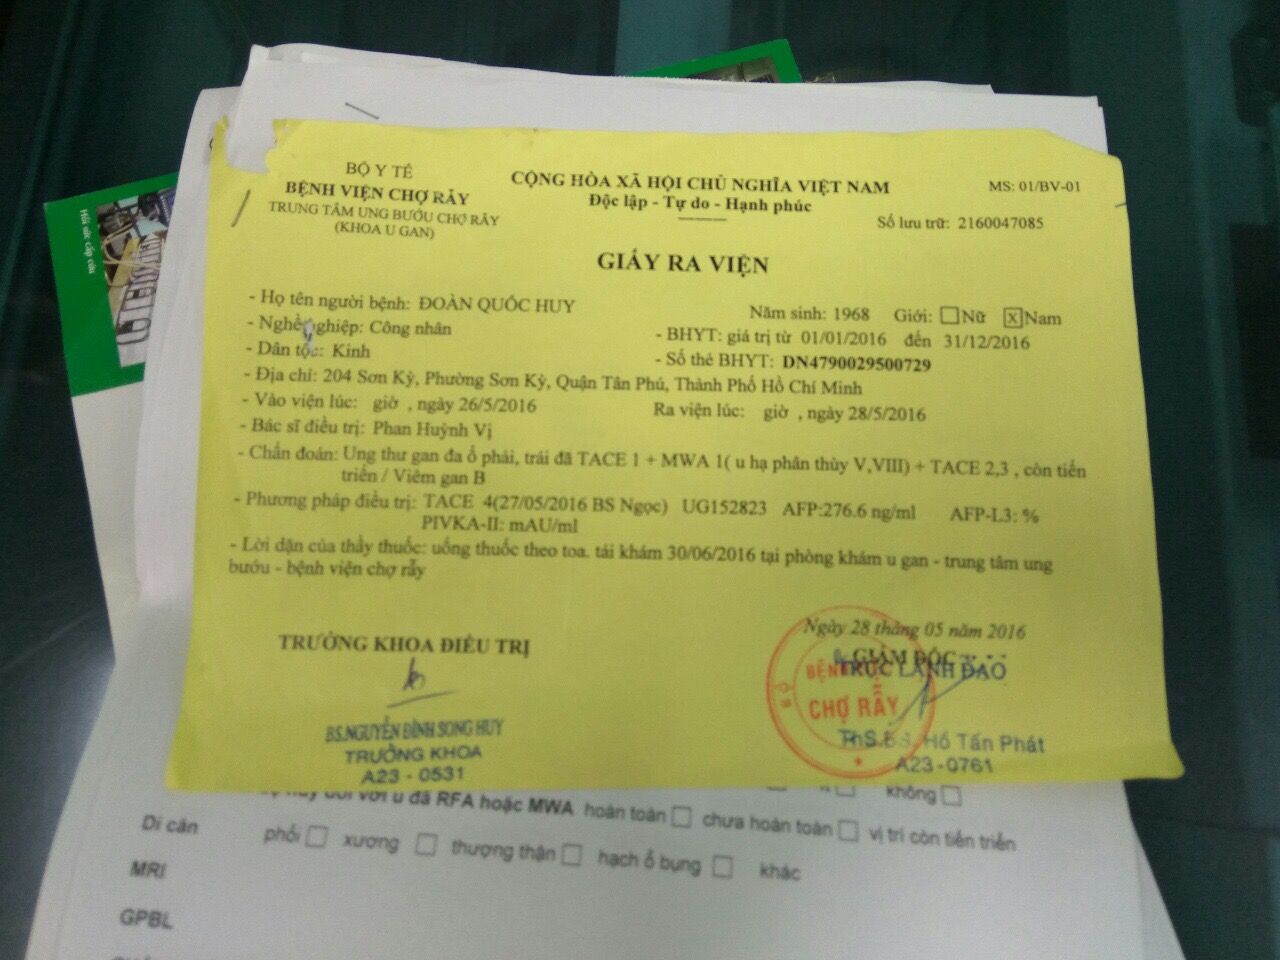 BỘ Y TẾ
BỆNH VIỆN CHỢ RẪY
TRUNG TÂM UNG BƯỚU CHỢ RẪY
(KHOA U GAN)
CỘNG HÒA XÃ HỘI CHỦ NGHĨA VIỆT NAM
Độc lập - Tự do - Hạnh phúc
MS: 01/BV-01
Số lưu trữ: 2160047085
Hồi sức cấp cứu
GIẤY RA VIỆN
- Họ tên người bệnh: ĐOÀN QUỐC HUY Năm sinh: 1968 Giới: Nữ X Nam
- Nghề nghiệp: Công nhân - BHYT: giá trị từ 01/01/2016 đến 31/12/2016
- Dân tộc: Kinh - Số thẻ BHYT: DN4790029500729
- Địa chỉ: 204 Sơn Kỳ, Phường Sơn Kỳ, Quận Tân Phú, Thành Phố Hồ Chí Minh
- Vào viện lúc: giờ , ngày 26/5/2016 Ra viện lúc: giờ , ngày 28/5/2016
- Bác sĩ điều trị: Phan Huỳnh Vị
- Chẩn đoán: Ung thư gan đa ổ phải, trái đã TACE 1 + MWA 1( u hạ phân thùy V,VIII) + TACE 2,3 , còn tiến
triển / Viêm gan B
- Phương pháp điều trị: TACE 4(27/05/2016 BS Ngọc) UG152823 AFP:276.6 ng/ml AFP-L3: %
PIVKA-II: mAU/ml
- Lời dặn của thầy thuốc: uống thuốc theo toa. tái khám 30/06/2016 tại phòng khám u gan - trung tâm ung
bướu - bệnh viện chợ rẫy
Ngày 28 tháng 05 năm 2016
TRƯỞNG KHOA ĐIỀU TRỊ
GIÁM ĐỐC
TRỰC LÃNH ĐẠO
BỆNH
CHỢ RẪY
BS.NGUYỄN ĐÌNH SONG HUY
TRƯỞNG KHOA
A23 - 0531
ThS.BS. Hồ Tấn Phát
A23 - 0761
không
với u đã RFA hoặc MWA hoàn toàn chưa hoàn toàn vị trí còn tiến triển
Di căn phổi xương thượng thận hạch ổ bụng khác
MRI
GPBL